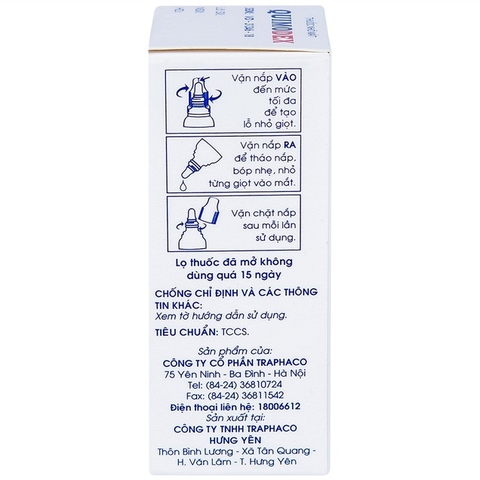 QUIMODEX
Vặn nắp VÀO
đến mức
tối đa
để tạo
lỗ nhỏ giọt.
Vặn nắp RA
để tháo nắp,
bóp nhẹ, nhỏ
từng giọt vào mắt.
Vặn chặt nắp
sau mỗi lần
sử dụng.
Lọ thuốc đã mở không
dùng quá 15 ngày
CHỐNG CHỈ ĐỊNH VÀ CÁC THÔNG
TIN KHÁC:
Xem tờ hướng dẫn sử dụng.
TIÊU CHUẨN: TCCS.
Sản phẩm của:
CÔNG TY CỔ PHẦN TRAPHACO
75 Yên Ninh - Ba Đình - Hà Nội
Tel: (84-24) 36810724
Fax: (84-24) 36811542
Điện thoại liên hệ: 18006612
Sản xuất tại:
CÔNG TY TNHH TRAPHACO
HƯNG YÊN
Thôn Bình Lương - Xã Tân Quang -
H. Văn Lâm - T. Hưng Yên